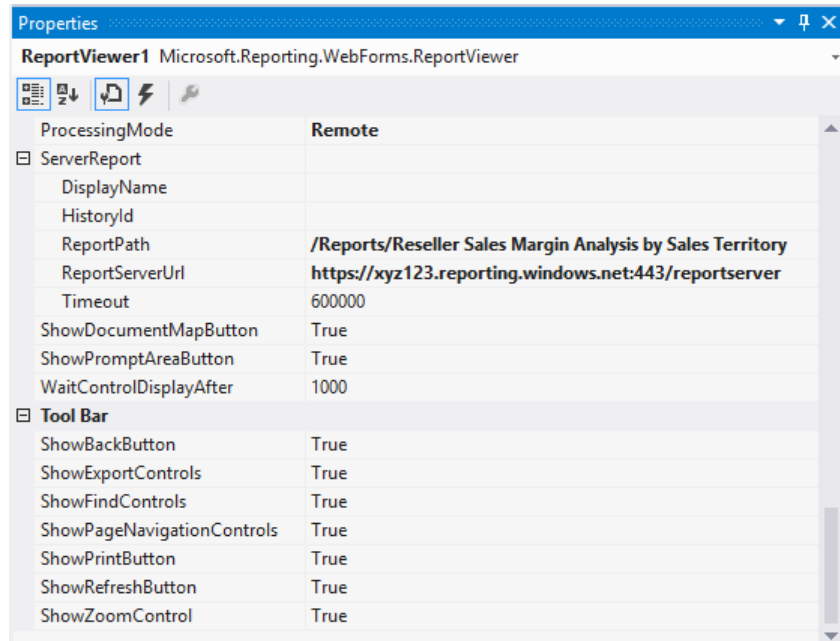 Properties
ReportViewer1 Microsoft.Reporting.WebForms.ReportViewer
ProcessingMode Remote
ServerReport
DisplayName
HistoryId
ReportPath /Reports/Reseller Sales Margin Analysis by Sales Territory
ReportServerUrl https://xyz123.reporting.windows.net:443/reportserver
Timeout 600000
ShowDocumentMapButton True
ShowPromptAreaButton True
WaitControlDisplayAfter 1000
Tool Bar
ShowBackButton True
ShowExportControls True
ShowFindControls True
ShowPageNavigationControls True
ShowPrintButton True
ShowRefreshButton True
ShowZoomControl True